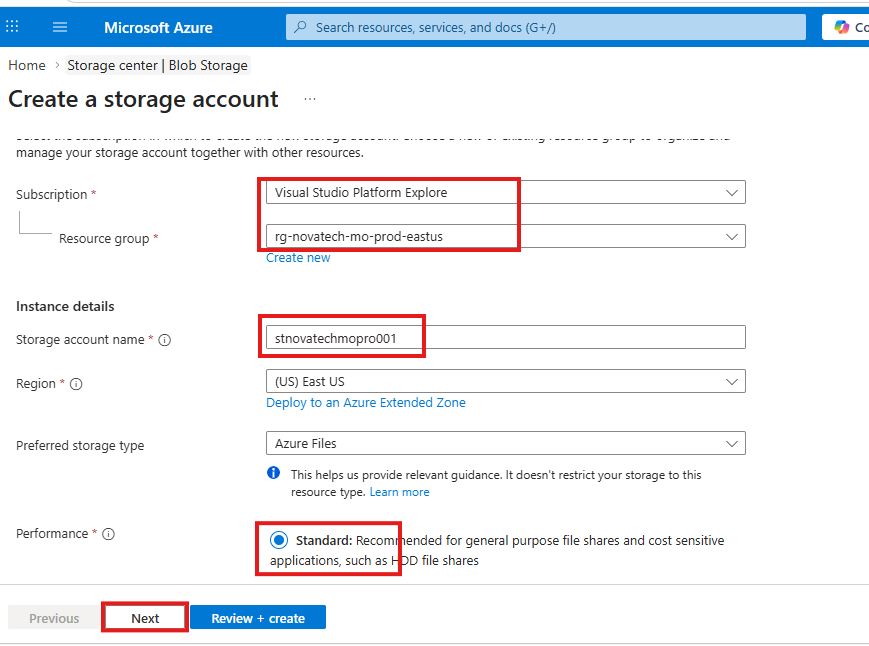 Microsoft Azure
Search resources, services, and docs (G+/)
Co
Home > Storage center | Blob Storage
Create a storage account ...
Select the subscription in which to create the new storage account. Choose a new or existing resource group to organize and
manage your storage account together with other resources.
Subscription *
Visual Studio Platform Explore
Resource group *
rg-novatech-mo-prod-eastus
Create new
Instance details
Storage account name *
stnovatechmopro001
Region *
(US) East US
Deploy to an Azure Extended Zone
Preferred storage type
Azure Files
This helps us provide relevant guidance. It doesn't restrict your storage to this
resource type. Learn more
Performance *
Standard: Recommended for general purpose file shares and cost sensitive
applications, such as HDD file shares
Previous
Next
Review + create